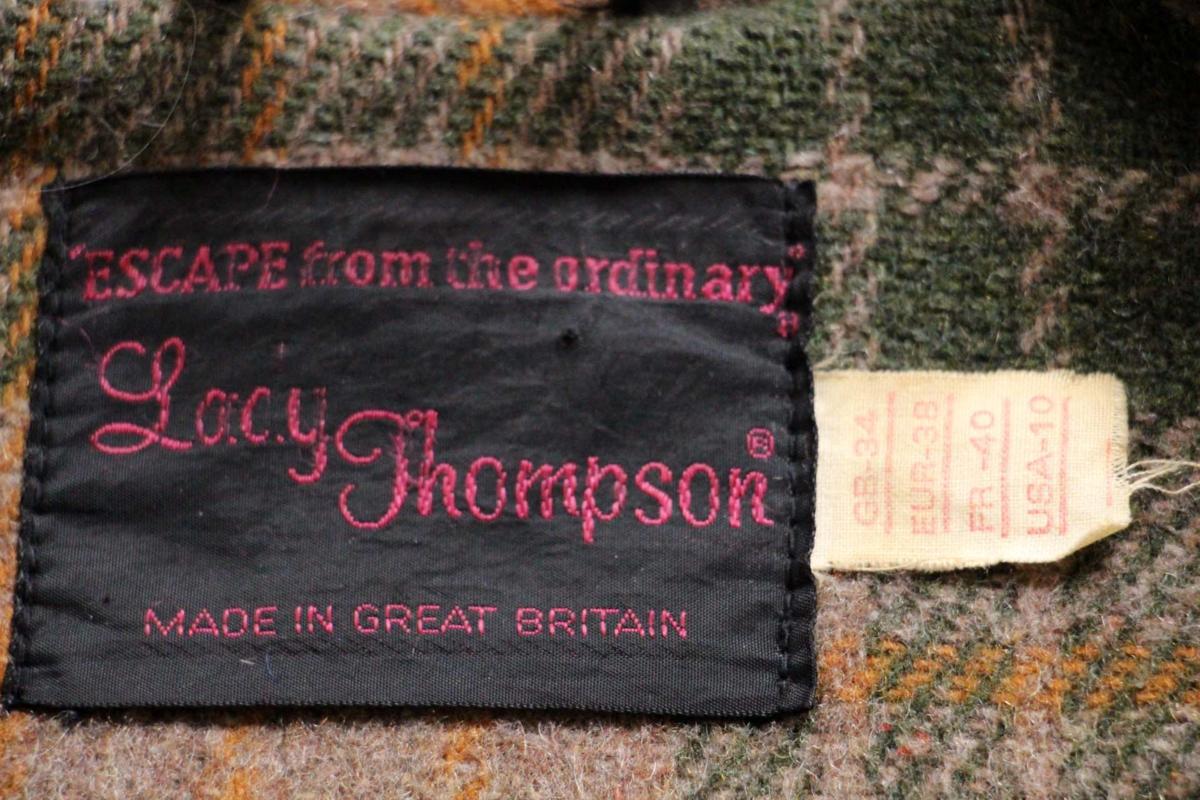 "ESCAPE from the ordinary"
®
Lacy
Thompson®
MADE IN GREAT BRITAIN
GB-34
EUR-38
FR -40
USA-10